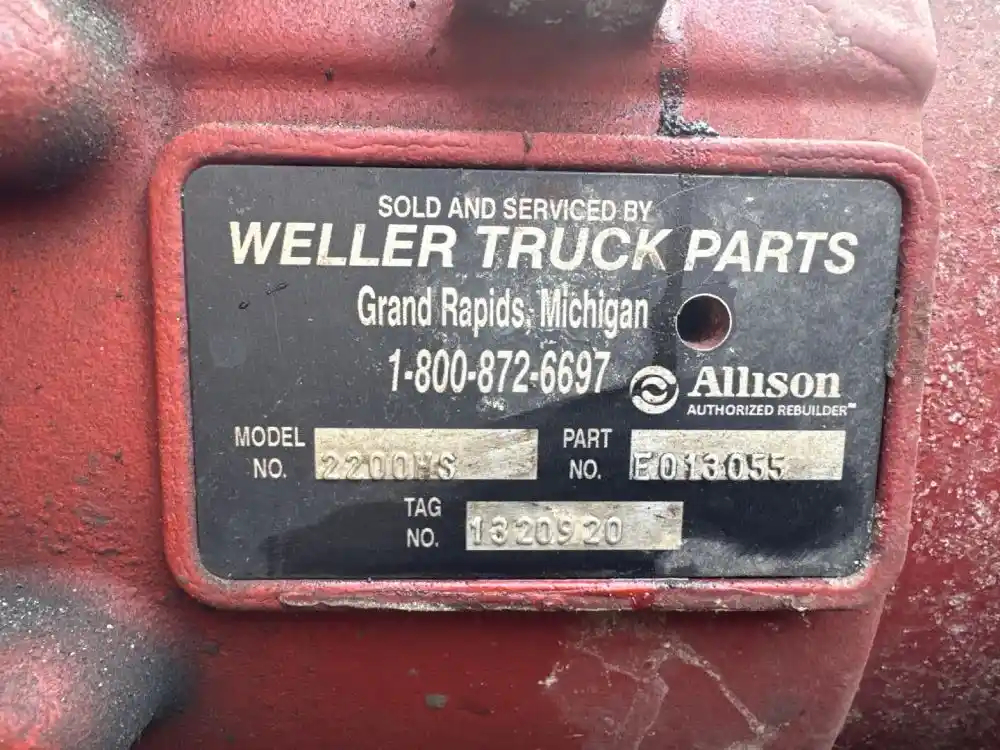 SOLD AND SERVICED BY
WELLER TRUCK PARTS
Grand Rapids, Michigan
1-800-872-6697
Allison
AUTHORIZED REBUILDER™
MODEL NO. 2200HS
PART NO. E013055
TAG NO. 1320920